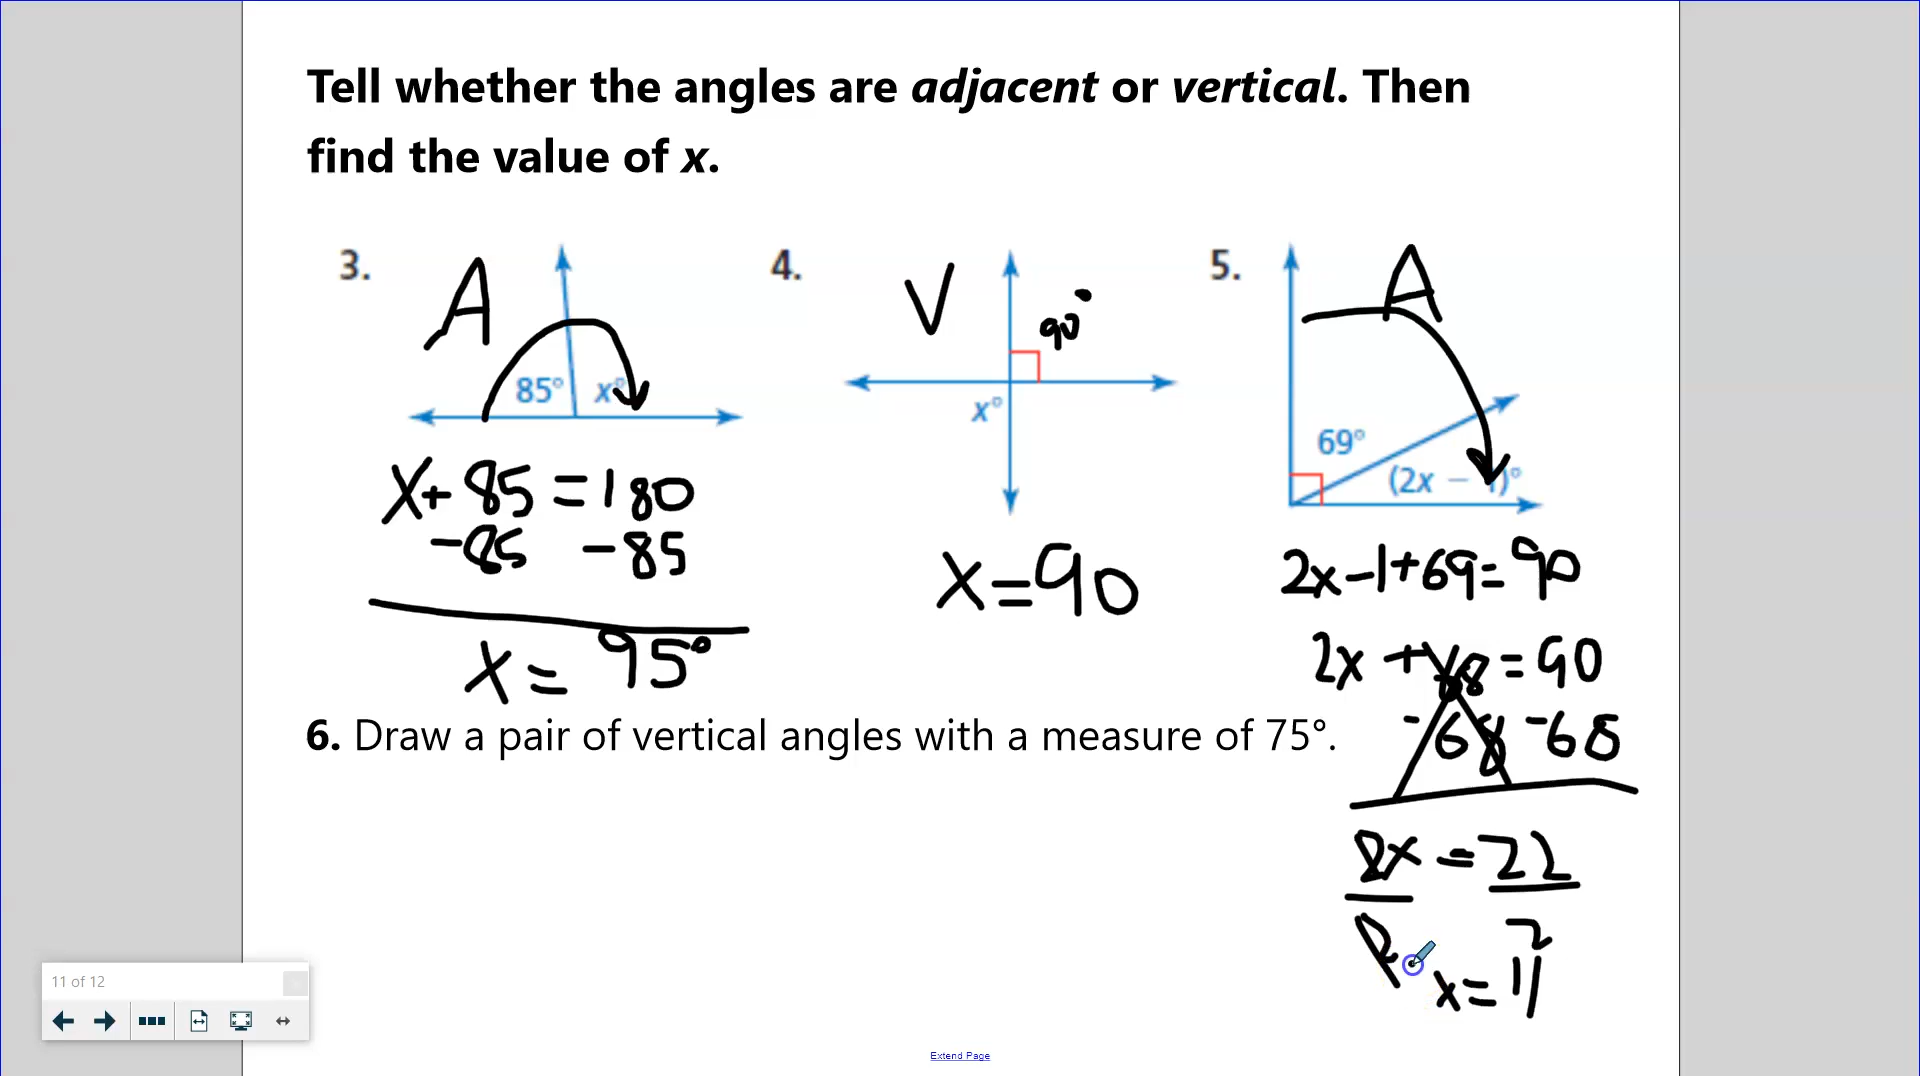 Tell whether the angles are adjacent or vertical. Then
find the value of x.
3.
A
85°
x°
x + 85 = 180
-85 -85
x = 95°
4.
V
90°
x°
x = 90
5.
A
69°
(2x − 1)°
2x - 1 + 69 = 90
2x + 68 = 90
-68 -68
2x = 22
2 2
x = 11
6. Draw a pair of vertical angles with a measure of 75°.
11 of 12
Extend Page